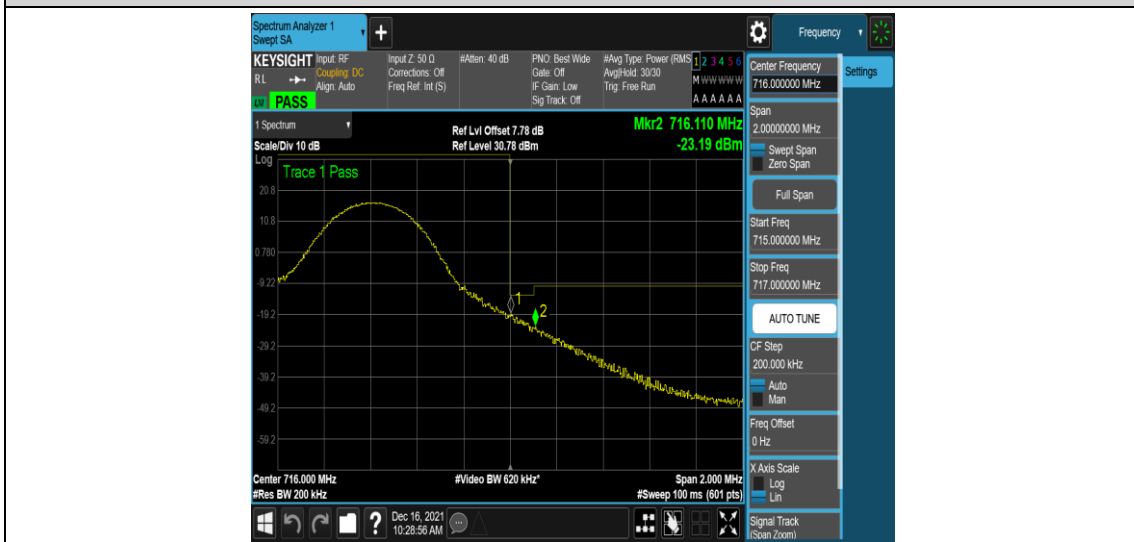 Spectrum Analyzer 1
Swept SA
+
Frequency
KEYSIGHT
RL
PASS
Input: RF
Coupling: DC
Align: Auto
Input Z: 50 Ω
Corrections: Off
Freq Ref: Int (S)
#Atten: 40 dB
PNO: Best Wide
Gate: Off
IF Gain: Low
Sig Track: Off
#Avg Type: Power (RMS
Avg|Hold: 30/30
Trig: Free Run
1 2 3 4 5 6
M W W W W W
A A A A A A
Center Frequency
716.000000 MHz
Settings
Span
2.00000000 MHz
Swept Span
Zero Span
Full Span
Start Freq
715.000000 MHz
Stop Freq
717.000000 MHz
AUTO TUNE
CF Step
200.000 kHz
Auto
Man
Freq Offset
0 Hz
X Axis Scale
Log
Lin
Signal Track
(Span Zoom)
1 Spectrum
Scale/Div 10 dB
Ref Lvl Offset 7.78 dB
Ref Level 30.78 dBm
Mkr2 716.110 MHz
-23.19 dBm
Log
Trace 1 Pass
20.8
10.8
0.780
-9.22
-19.2
-29.2
-39.2
-49.2
-59.2
1
2
Center 716.000 MHz
#Res BW 200 kHz
#Video BW 620 kHz*
Span 2.000 MHz
#Sweep 100 ms (601 pts)
?
Dec 16, 2021
10:28:56 AM